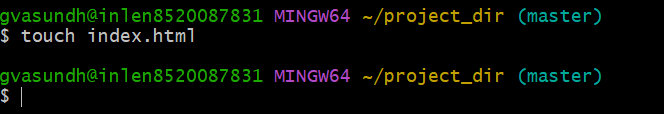 gvasundh@inlen8520087831 MINGW64 ~/project_dir (master)
$ touch index.html
gvasundh@inlen8520087831 MINGW64 ~/project_dir (master)
$